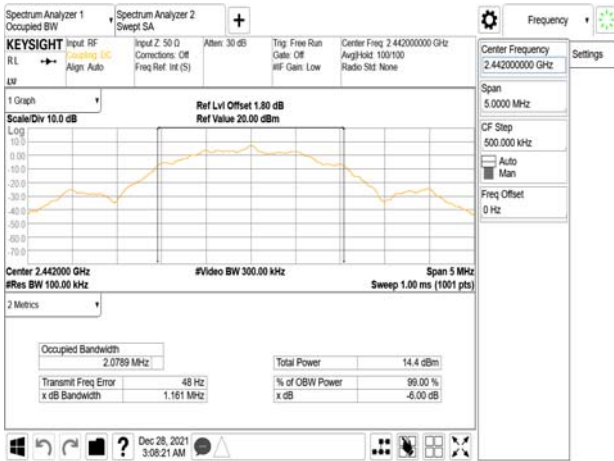 Spectrum Analyzer 1
Occupied BW
Spectrum Analyzer 2
Swept SA
+
Frequency
KEYSIGHT
RL
LXI
Input: RF
Coupling: DC
Align: Auto
Input Z: 50 Ω
Corrections: Off
Freq Ref: Int (S)
Atten: 30 dB
Trig: Free Run
Gate: Off
#IF Gain: Low
Center Freq: 2.442000000 GHz
Avg|Hold: 100/100
Radio Std: None
Center Frequency
2.442000000 GHz
Settings
Span
5.0000 MHz
CF Step
500.000 kHz
Auto
Man
Freq Offset
0 Hz
1 Graph
Scale/Div 10.0 dB
Ref Lvl Offset 1.80 dB
Ref Value 20.00 dBm
Log
10.0
0.00
-10.0
-20.0
-30.0
-40.0
-50.0
-60.0
-70.0
Center 2.442000 GHz
#Res BW 100.00 kHz
#Video BW 300.00 kHz
Span 5 MHz
Sweep 1.00 ms (1001 pts)
2 Metrics
Occupied Bandwidth
2.0789 MHz
Total Power 14.4 dBm
Transmit Freq Error 48 Hz
% of OBW Power 99.00 %
x dB Bandwidth 1.161 MHz
x dB -6.00 dB
?
Dec 28, 2021
3:08:21 AM